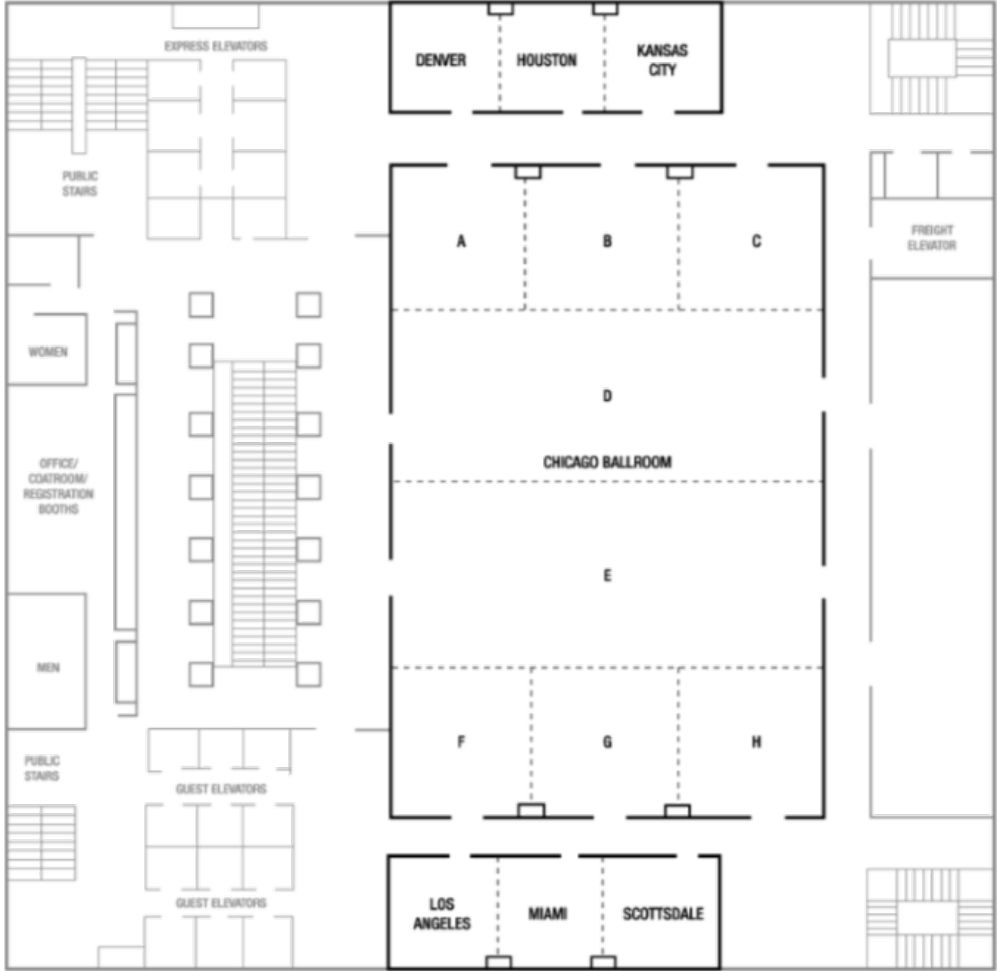 EXPRESS ELEVATORS
DENVER
HOUSTON
KANSAS
CITY
PUBLIC
STAIRS
A
B
C
FREIGHT
ELEVATOR
WOMEN
D
OFFICE/
COATROOM/
REGISTRATION
BOOTHS
CHICAGO BALLROOM
E
MEN
F
G
H
PUBLIC
STAIRS
GUEST ELEVATORS
GUEST ELEVATORS
LOS
ANGELES
MIAMI
SCOTTSDALE